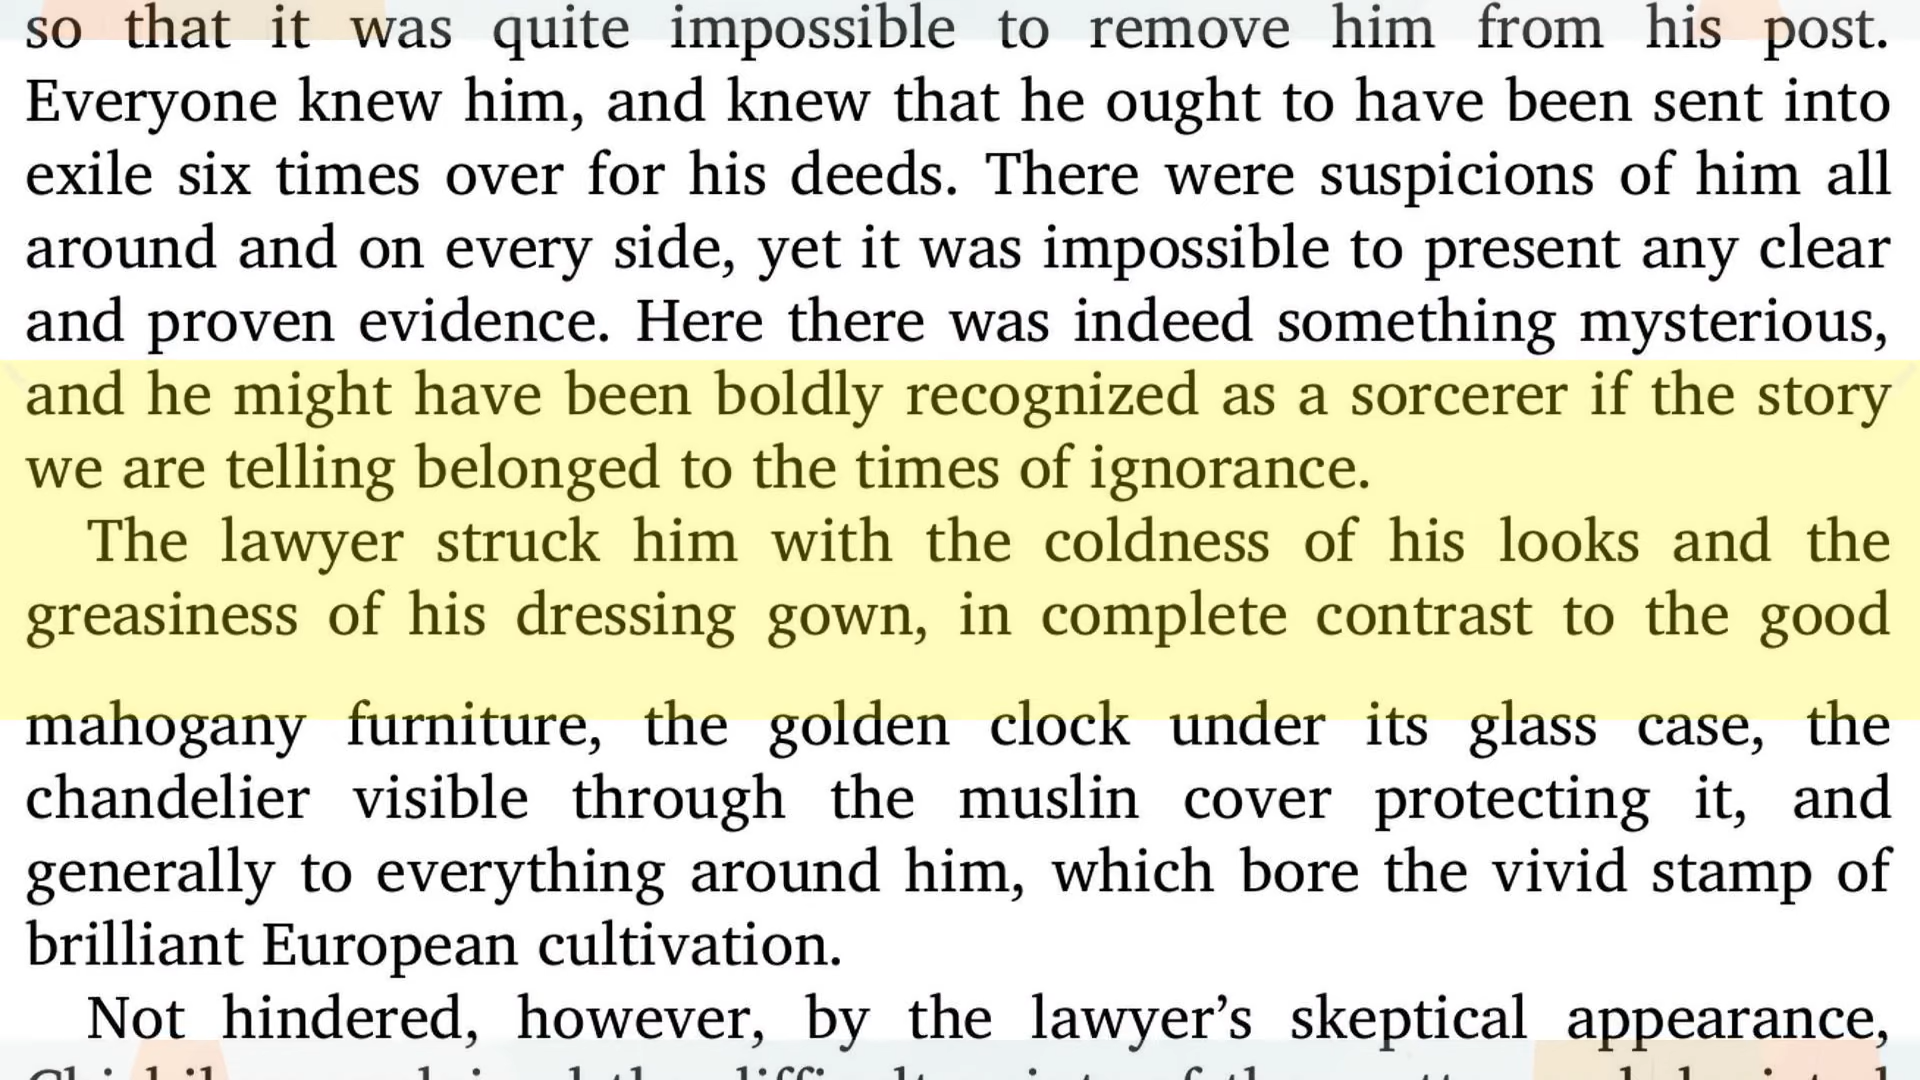 so that it was quite impossible to remove him from his post.
Everyone knew him, and knew that he ought to have been sent into
exile six times over for his deeds. There were suspicions of him all
around and on every side, yet it was impossible to present any clear
and proven evidence. Here there was indeed something mysterious,
and he might have been boldly recognized as a sorcerer if the story
we are telling belonged to the times of ignorance.
The lawyer struck him with the coldness of his looks and the
greasiness of his dressing gown, in complete contrast to the good
mahogany furniture, the golden clock under its glass case, the
chandelier visible through the muslin cover protecting it, and
generally to everything around him, which bore the vivid stamp of
brilliant European cultivation.
Not hindered, however, by the lawyer’s skeptical appearance,